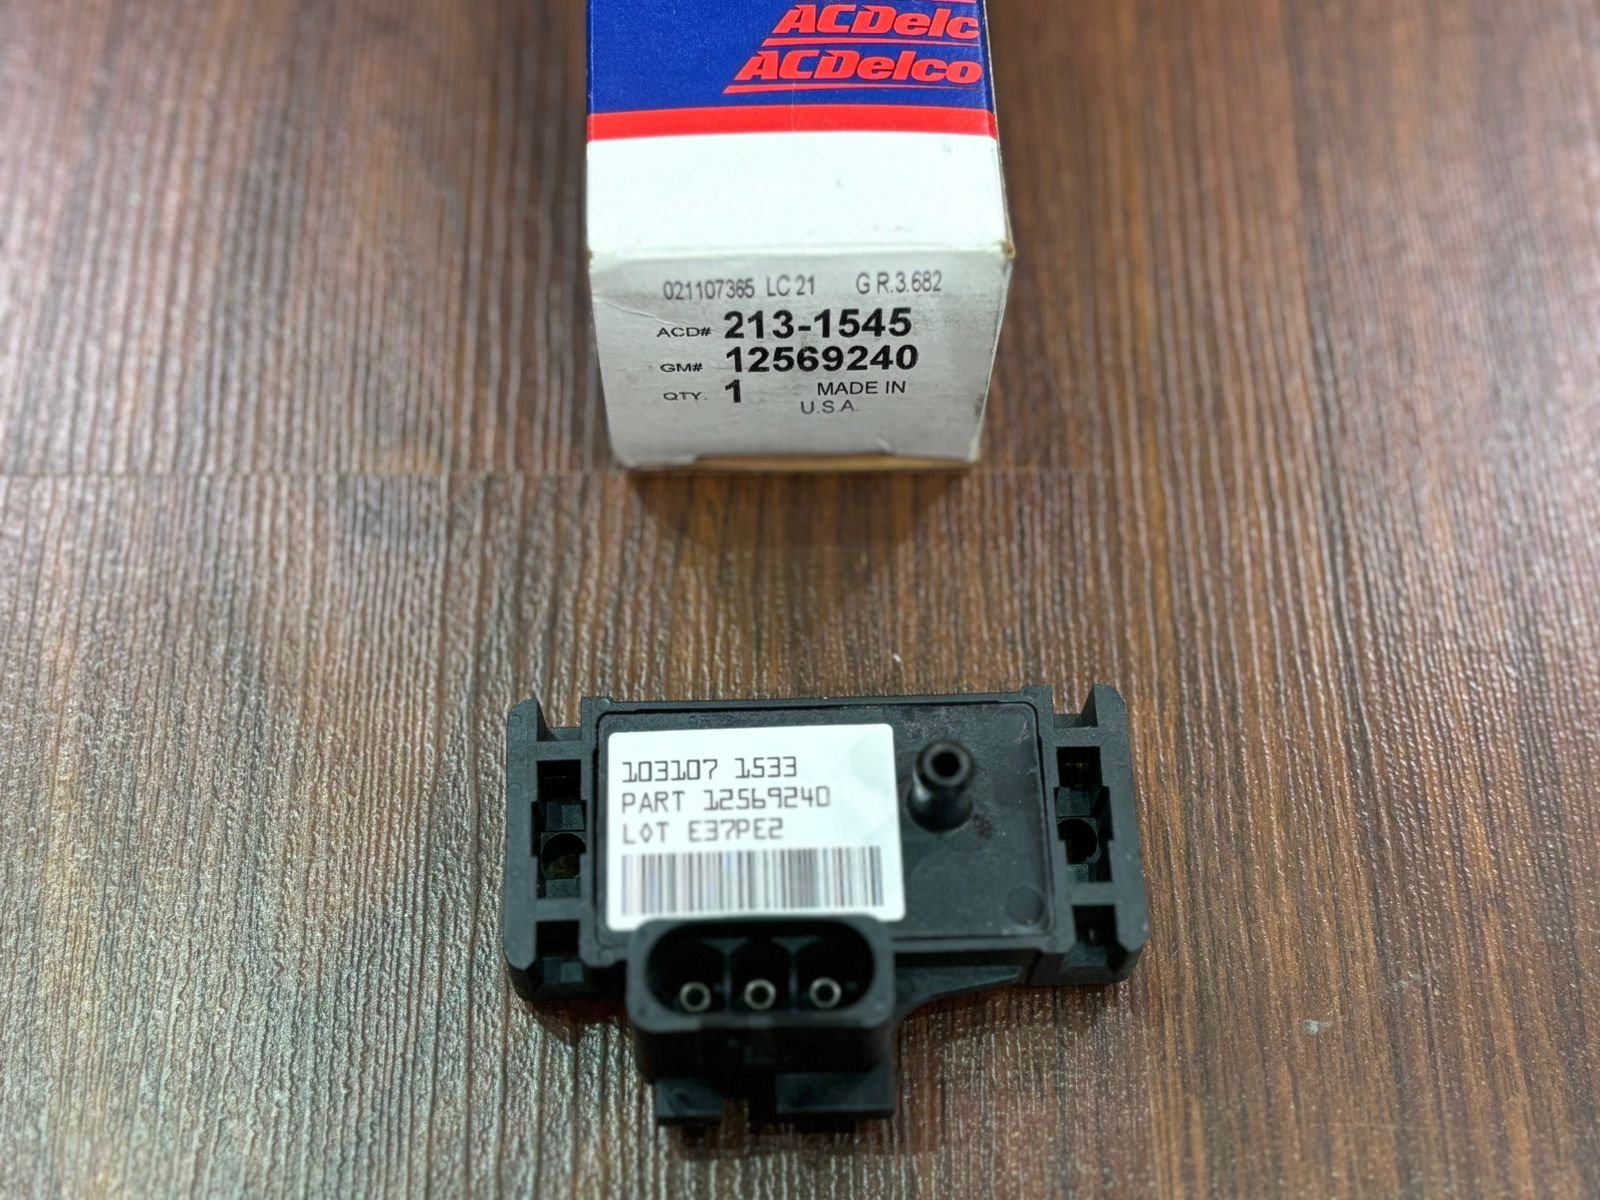 ACDelc
ACDelco
021107365 LC 21 G R.3.682
ACD# 213-1545
GM# 12569240
QTY. 1 MADE IN
U.S.A.
103107 1533
PART 12569240
LOT E37PE2